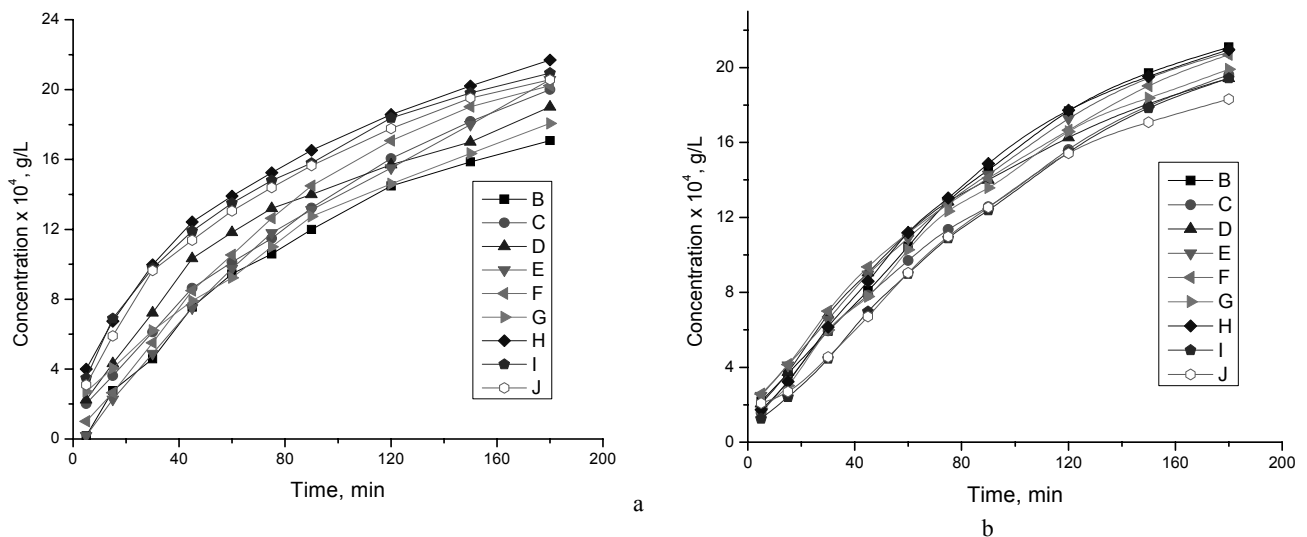 24
20
16
12
8
4
0
Concentration x 10⁴, g/L
0 40 80 120 160 200
Time, min
B
C
D
E
F
G
H
I
J
a
20
16
12
8
4
0
Concentration x 10⁴, g/L
0 40 80 120 160 200
Time, min
B
C
D
E
F
G
H
I
J
b